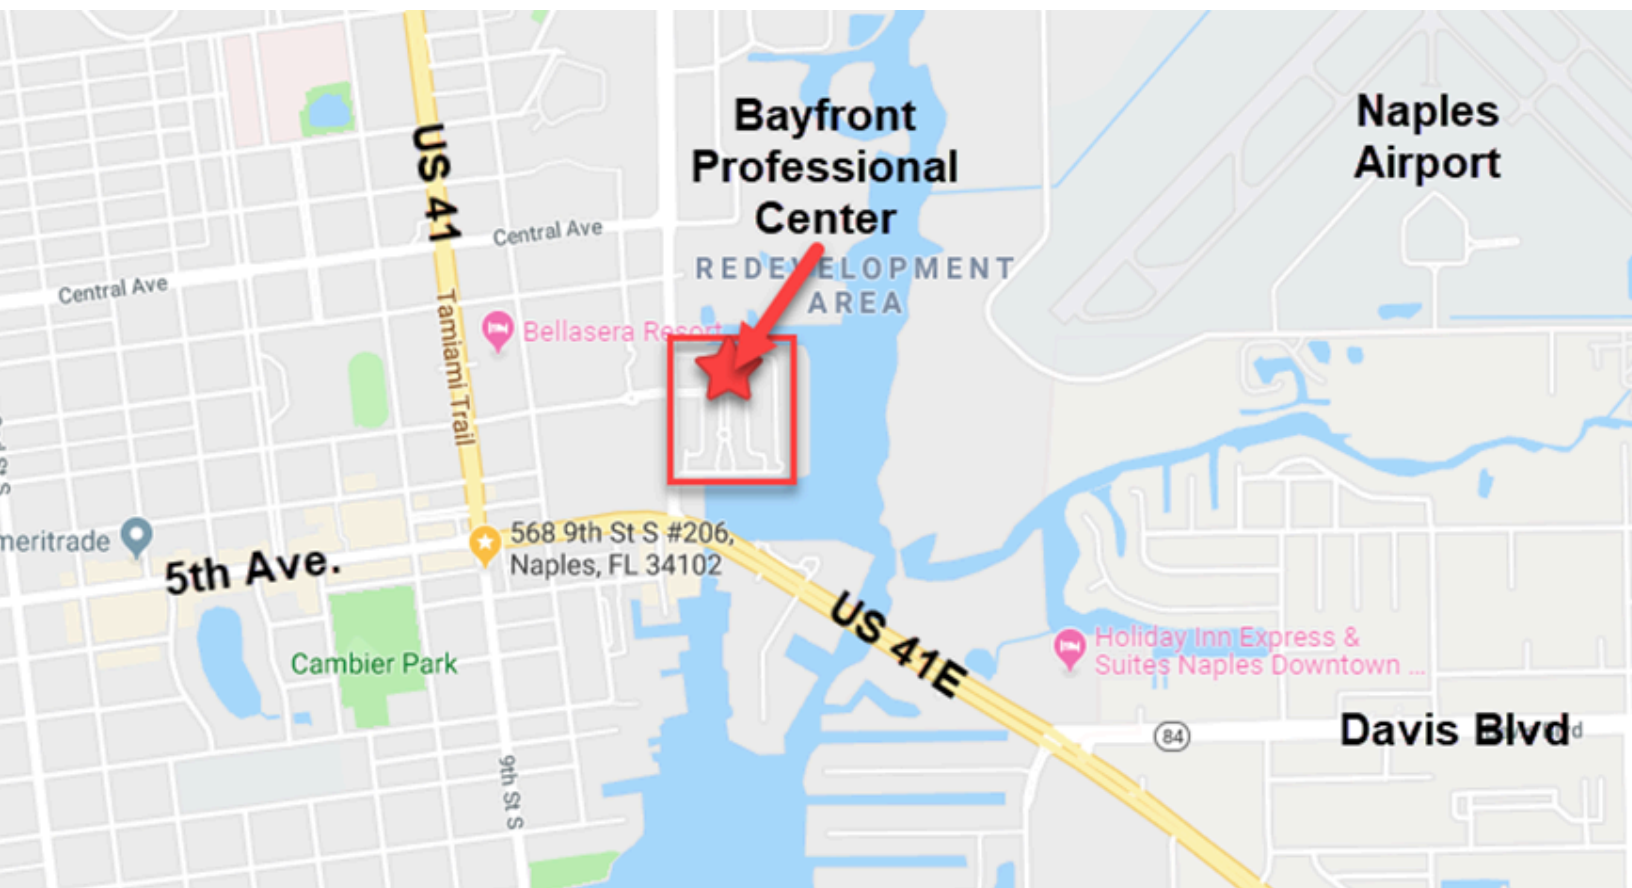 Bayfront
Professional
Center
Naples
Airport
US 41
Central Ave
Central Ave
REDEVELOPMENT
AREA
Bellasera Resort
Tamiami Trail
meritrade
5th Ave.
568 9th St S #206,
Naples, FL 34102
US 41E
Cambier Park
Holiday Inn Express &
Suites Naples Downtown ...
84
Davis Blvd
9th St S